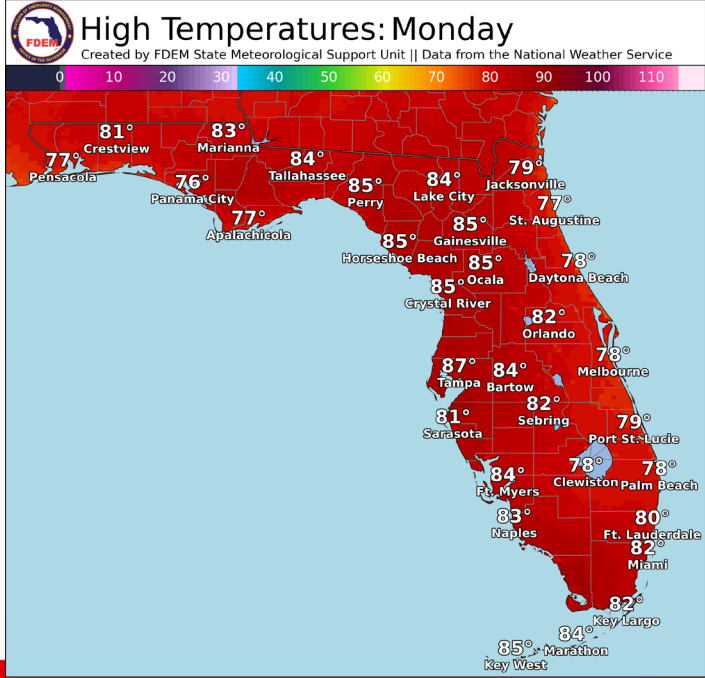 FDEM
High Temperatures: Monday
Created by FDEM State Meteorological Support Unit || Data from the National Weather Service
0 10 20 30 40 50 60 70 80 90 100 110
81°
Crestview
83°
Marianna
77°
Pensacola
84°
Tallahassee
76°
Panama City
85°
Perry
84°
Lake City
79°
Jacksonville
77°
Apalachicola
77°
St. Augustine
85°
Gainesville
85°
Horseshoe Beach
85°
Ocala
78°
Daytona Beach
85°
Crystal River
82°
Orlando
78°
Melbourne
87°
Tampa
84°
Bartow
82°
Sebring
81°
Sarasota
79°
Port St. Lucie
78°
Clewiston
78°
Palm Beach
84°
Ft. Myers
83°
Naples
80°
Ft. Lauderdale
82°
Miami
82°
Key Largo
84°
Marathon
85°
Key West